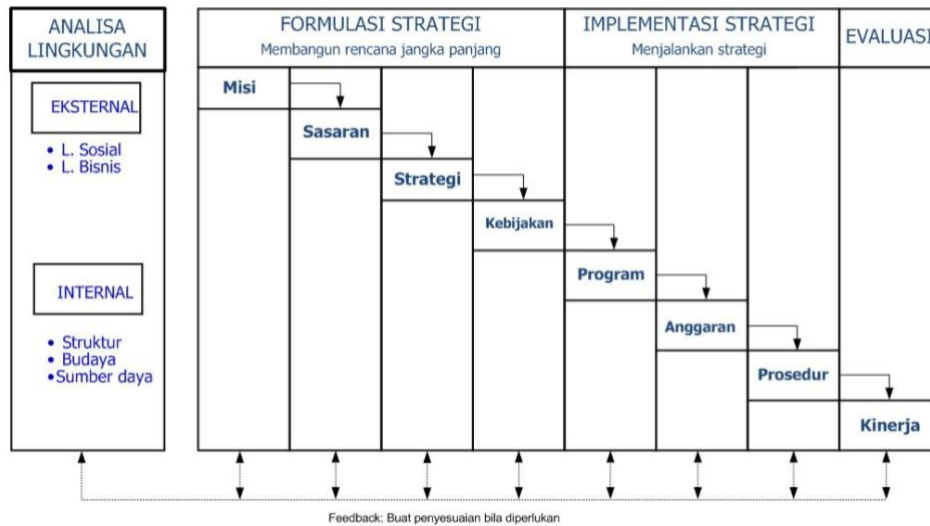 ANALISA
LINGKUNGAN
EKSTERNAL
• L. Sosial
• L. Bisnis
INTERNAL
• Struktur
• Budaya
•Sumber daya
FORMULASI STRATEGI
Membangun rencana jangka panjang
IMPLEMENTASI STRATEGI
Menjalankan strategi
EVALUASI
Misi
Sasaran
Strategi
Kebijakan
Program
Anggaran
Prosedur
Kinerja
Feedback: Buat penyesuaian bila diperlukan